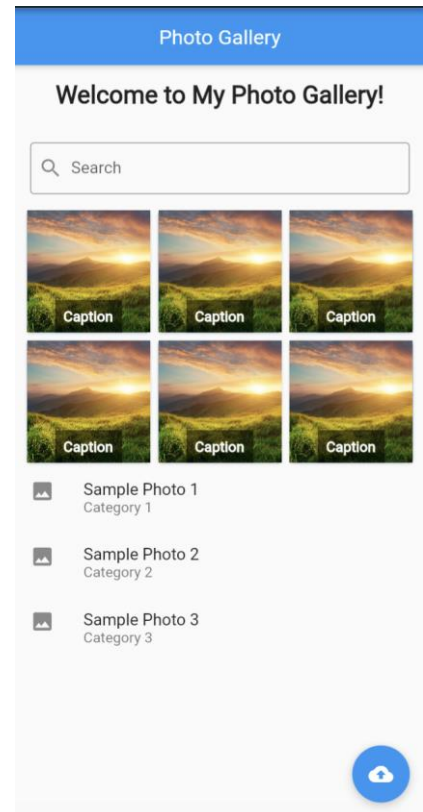 Photo Gallery
Welcome to My Photo Gallery!
Search
Caption Caption Caption
Caption Caption Caption
Sample Photo 1
Category 1
Sample Photo 2
Category 2
Sample Photo 3
Category 3